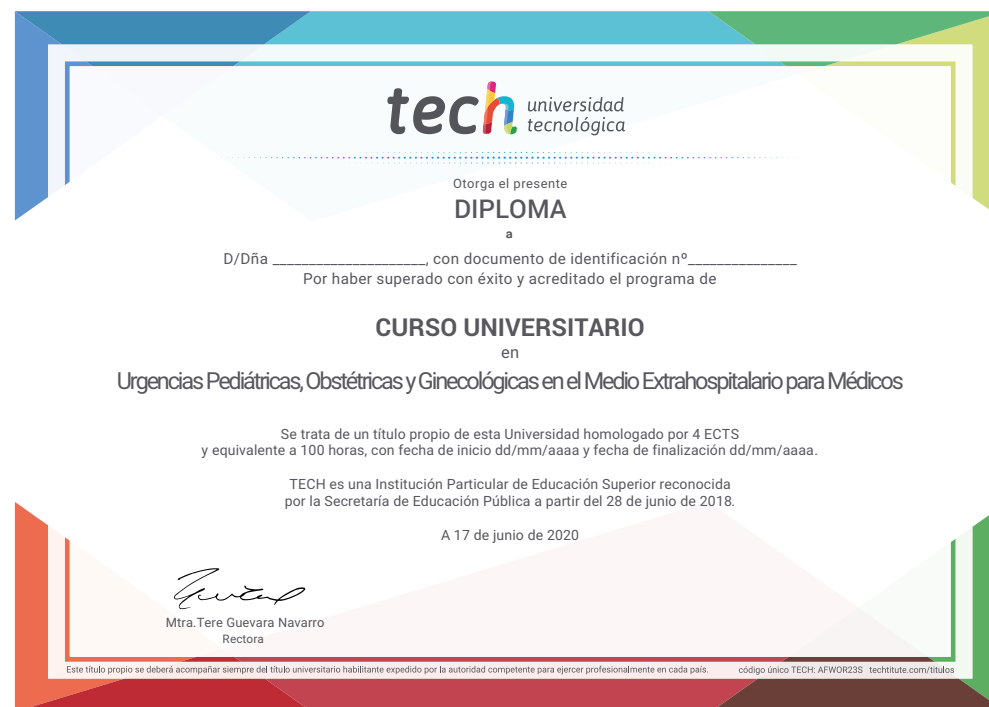 tech universidad
tecnológica
Otorga el presente
DIPLOMA
a
D/Dña ______________________, con documento de identificación nº________________
Por haber superado con éxito y acreditado el programa de
CURSO UNIVERSITARIO
en
Urgencias Pediátricas, Obstétricas y Ginecológicas en el Medio Extrahospitalario para Médicos
Se trata de un título propio de esta Universidad homologado por 4 ECTS
y equivalente a 100 horas, con fecha de inicio dd/mm/aaaa y fecha de finalización dd/mm/aaaa.
TECH es una Institución Particular de Educación Superior reconocida
por la Secretaría de Educación Pública a partir del 28 de junio de 2018.
A 17 de junio de 2020
Mtra.Tere Guevara Navarro
Rectora
Este título propio se deberá acompañar siempre del título universitario habilitante expedido por la autoridad competente para ejercer profesionalmente en cada país. código único TECH: AFWOR23S techtitute.com/titulos